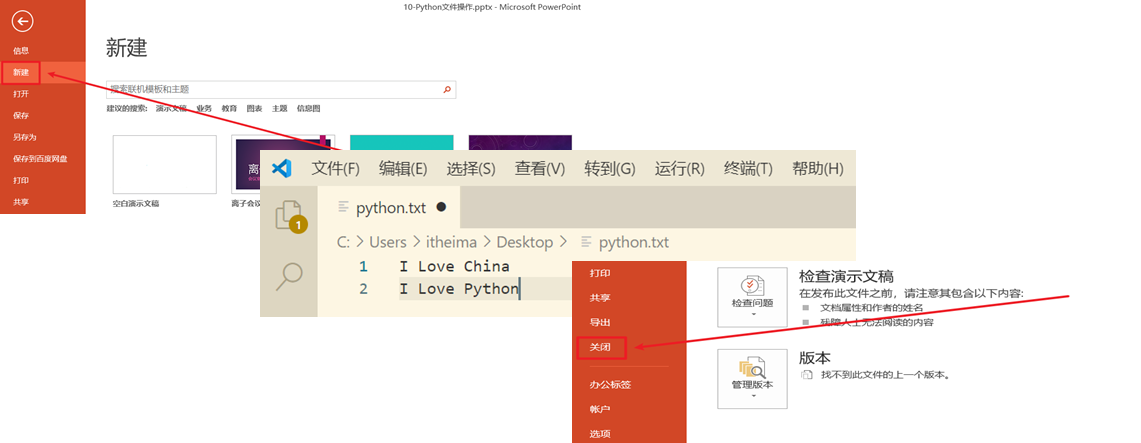 10-Python文件操作.pptx - Microsoft PowerPoint
信息
新建
打开
保存
另存为
保存到百度网盘
打印
共享
新建
搜索联机模板和主题
建议的搜索: 演示文稿 业务 教育 图表 主题 信息图
空白演示文稿
离子会议
文件(F) 编辑(E) 选择(S) 查看(V) 转到(G) 运行(R) 终端(T) 帮助(H)
1
python.txt
C: > Users > itheima > Desktop > python.txt
1 I Love China
2 I Love Python
打印
共享
导出
关闭
办公标签
帐户
选项
检查问题
检查演示文稿
在发布此文件之前，请注意其包含以下内容:
文档属性和作者的姓名
残障人士无法阅读的内容
管理版本
版本
找不到此文件的上一个版本。